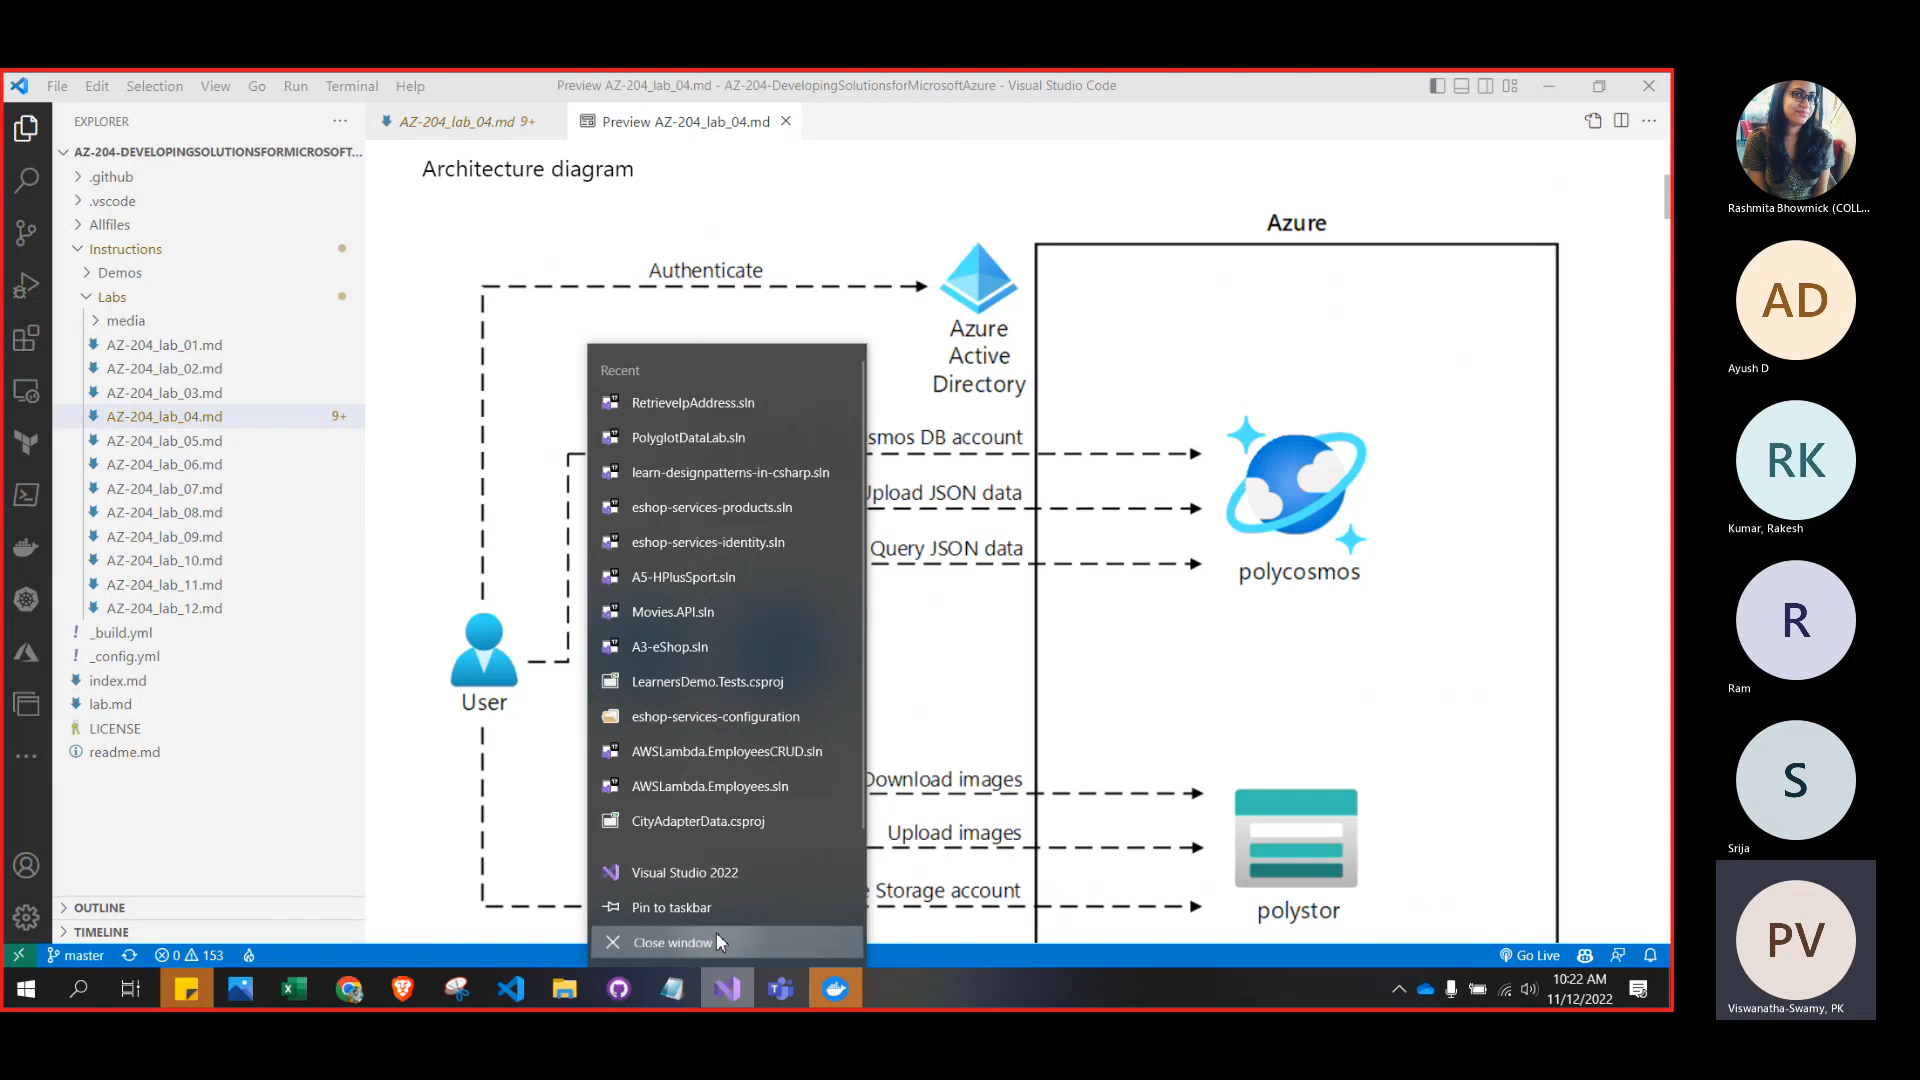 File Edit Selection View Go Run Terminal Help
Preview AZ-204_lab_04.md - AZ-204-DevelopingSolutionsforMicrosoftAzure - Visual Studio Code
EXPLORER
AZ-204_lab_04.md 9+
Preview AZ-204_lab_04.md
AZ-204-DEVELOPINGSOLUTIONSFORMICROSOFT...
.github
.vscode
Allfiles
Instructions
Demos
Labs
media
AZ-204_lab_01.md
AZ-204_lab_02.md
AZ-204_lab_03.md
AZ-204_lab_04.md 9+
AZ-204_lab_05.md
AZ-204_lab_06.md
AZ-204_lab_07.md
AZ-204_lab_08.md
AZ-204_lab_09.md
AZ-204_lab_10.md
AZ-204_lab_11.md
AZ-204_lab_12.md
_build.yml
_config.yml
index.md
lab.md
LICENSE
readme.md
OUTLINE
TIMELINE
Architecture diagram
Azure
Authenticate
Azure
Active
Directory
DB account
JSON data
Query JSON data
polycosmos
User
Download images
Upload images
Storage account
polystor
Recent
RetrieveIpAddress.sln
PolyglotDataLab.sln
learn-designpatterns-in-csharp.sln
eshop-services-products.sln
eshop-services-identity.sln
A5-HPlusSport.sln
Movies.API.sln
A3-eShop.sln
LearnersDemo.Tests.csproj
eshop-services-configuration
AWSLambda.EmployeesCRUD.sln
AWSLambda.Employees.sln
CityAdapterData.csproj
Visual Studio 2022
Pin to taskbar
Close window
master 0 153
Go Live
10:22 AM
11/12/2022
Rashmita Bhowmick (COLL...
AD
Ayush D
RK
Kumar, Rakesh
R
Ram
S
Srija
PV
Viswanatha-Swamy, PK